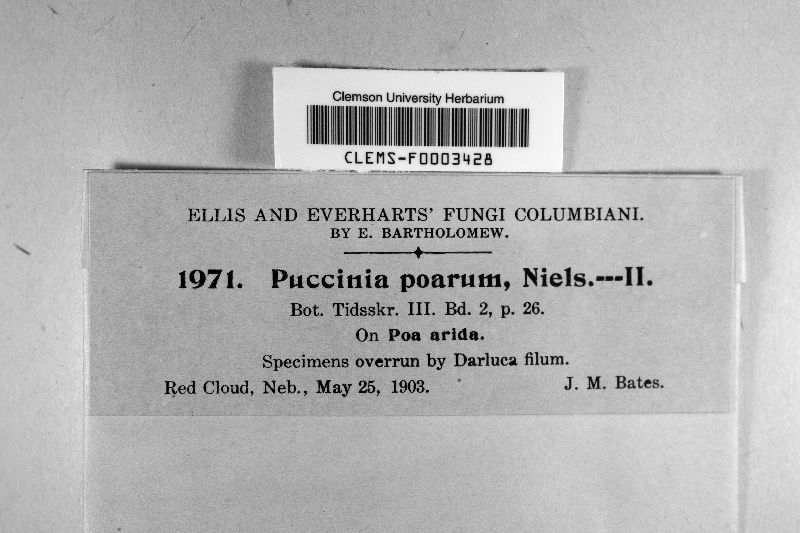 Clemson University Herbarium
CLEMS-F0003428
ELLIS AND EVERHARTS' FUNGI COLUMBIANI.
BY E. BARTHOLOMEW.
1971. Puccinia poarum, Niels.---II.
Bot. Tidsskr. III. Bd. 2, p. 26.
On Poa arida.
Specimens overrun by Darluca filum.
Red Cloud, Neb., May 25, 1903. J. M. Bates.